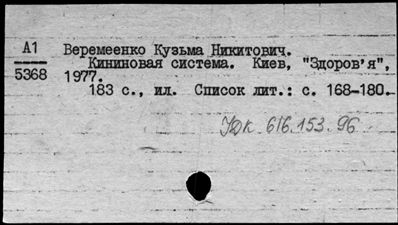 А1
5368
Веремеенко Кузьма Никитович.
Кининовая система. Киев, "Здоров'я",
1977.
183 с., ил. Список лит.: с. 168-180.
УДК. 616.153.96